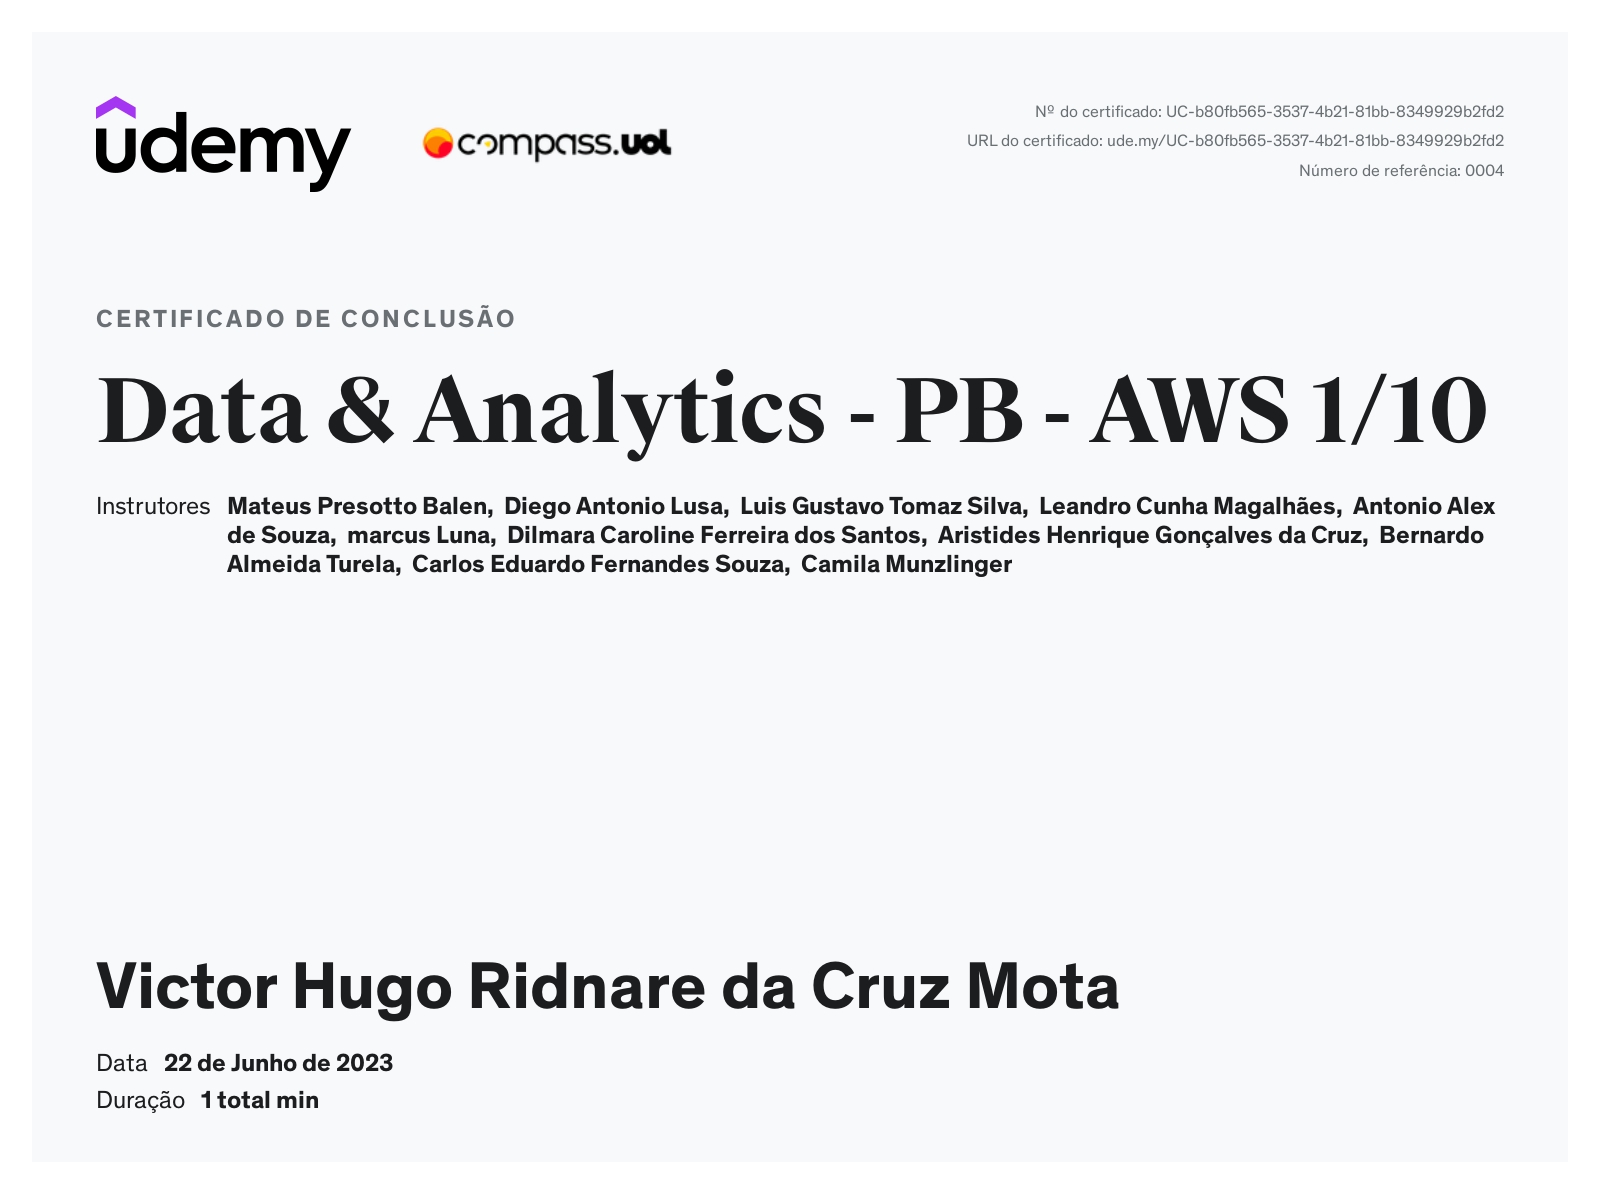 udemy
compass.uol
Nº do certificado: UC-b80fb565-3537-4b21-81bb-8349929b2fd2
URL do certificado: ude.my/UC-b80fb565-3537-4b21-81bb-8349929b2fd2
Número de referência: 0004
CERTIFICADO DE CONCLUSÃO
Data & Analytics - PB - AWS 1/10
Instrutores Mateus Presotto Balen, Diego Antonio Lusa, Luis Gustavo Tomaz Silva, Leandro Cunha Magalhães, Antonio Alex
de Souza, marcus Luna, Dilmara Caroline Ferreira dos Santos, Aristides Henrique Gonçalves da Cruz, Bernardo
Almeida Turela, Carlos Eduardo Fernandes Souza, Camila Munzlinger
Victor Hugo Ridnare da Cruz Mota
Data 22 de Junho de 2023
Duração 1 total min